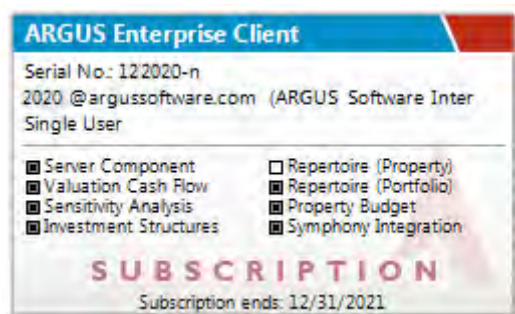 ARGUS Enterprise Client
Serial No.: 122020-n
2020 @argussoftware.com (ARGUS Software Inter
Single User
Server Component
Repertoire (Property)
Valuation Cash Flow
Repertoire (Portfolio)
Sensitivity Analysis
Property Budget
Investment Structures
Symphony Integration
SUBSCRIPTION
Subscription ends: 12/31/2021